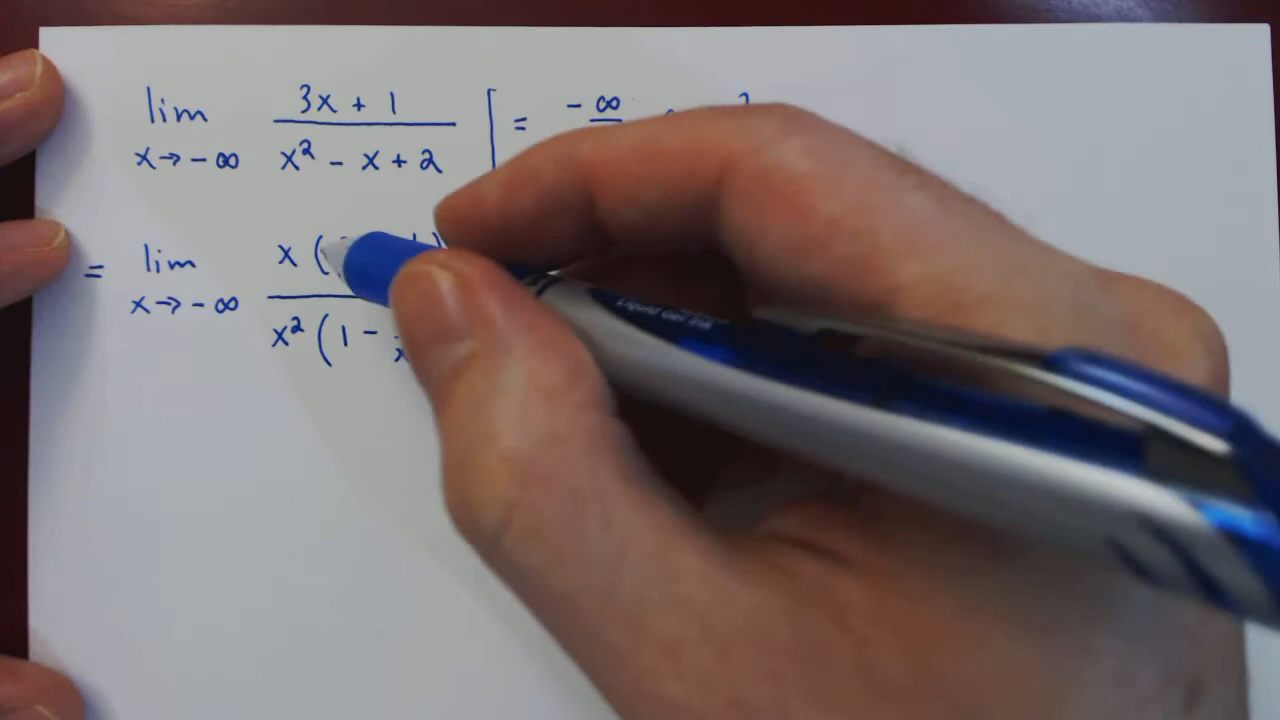 lim 3x + 1 = -∞
x→-∞ x² - x + 2
= lim x (
x→-∞ x² (1 -